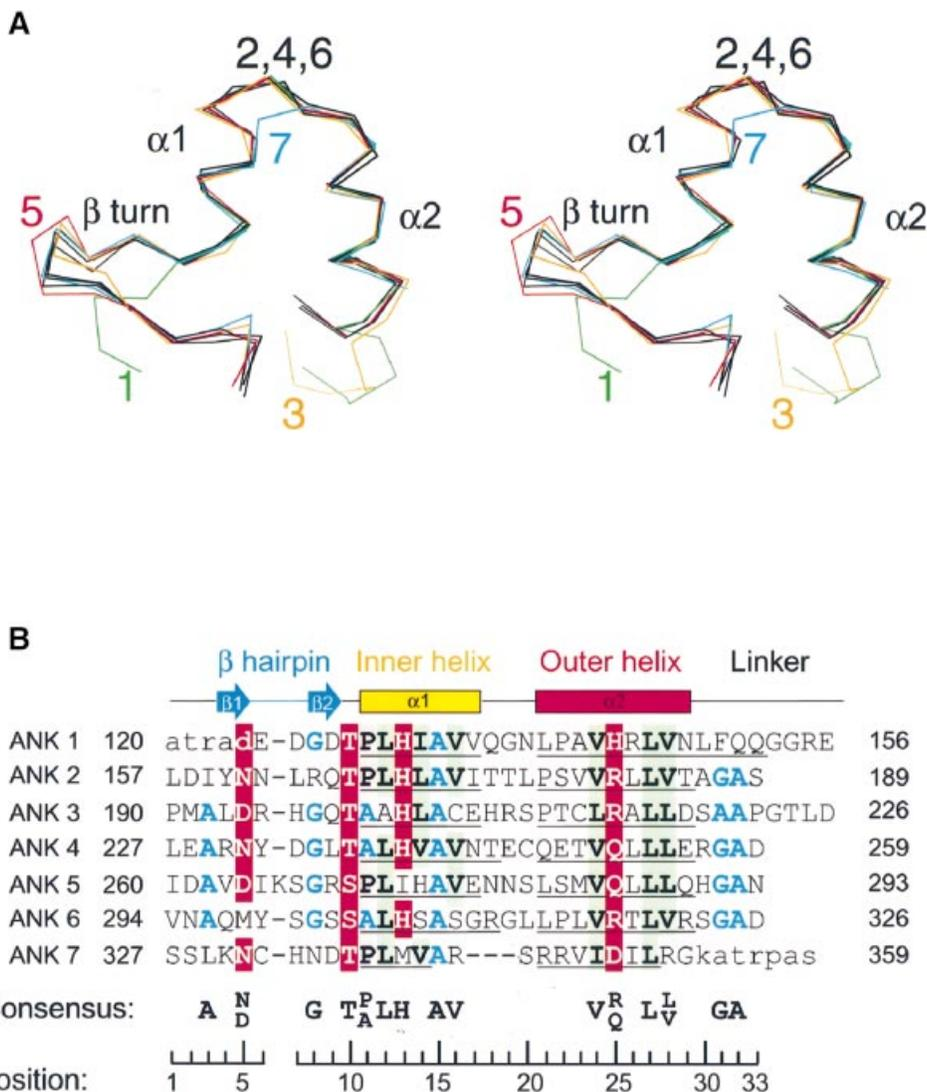 A
2,4,6 2,4,6
α1 7 α1 7
5 β turn α2 5 β turn α2
1 3 1 3
B
β hairpin Inner helix Outer helix Linker
β1 β2 α1 α2
ANK 1 120 atradE-DGDTPLHIAVVQGNLPAVHRLVNLFQQGGRE 156
ANK 2 157 LDIYNN-LRQTPLHLAVITTLPSVVRLLVTAGAS 189
ANK 3 190 PMALDR-HGQTAAHLACEHRSPTCLRALLDSAAPGTLD 226
ANK 4 227 LEARNY-DGLTALHVAVNTECQETVQLLLERGAD 259
ANK 5 260 IDAVDIKSGRSPLIHAVENNSLSMVQLLLQHGAN 293
ANK 6 294 VNAQMY-SGSSALHSASGRGLLPLVRTLVRSGAD 326
ANK 7 327 SSLKNC-HNDTPLMVAR---SRRVIDILRGkatrpas 359
onsensus: A N/D G T P/A LH AV V R/Q L L/V GA
osition: 1 5 10 15 20 25 30 33